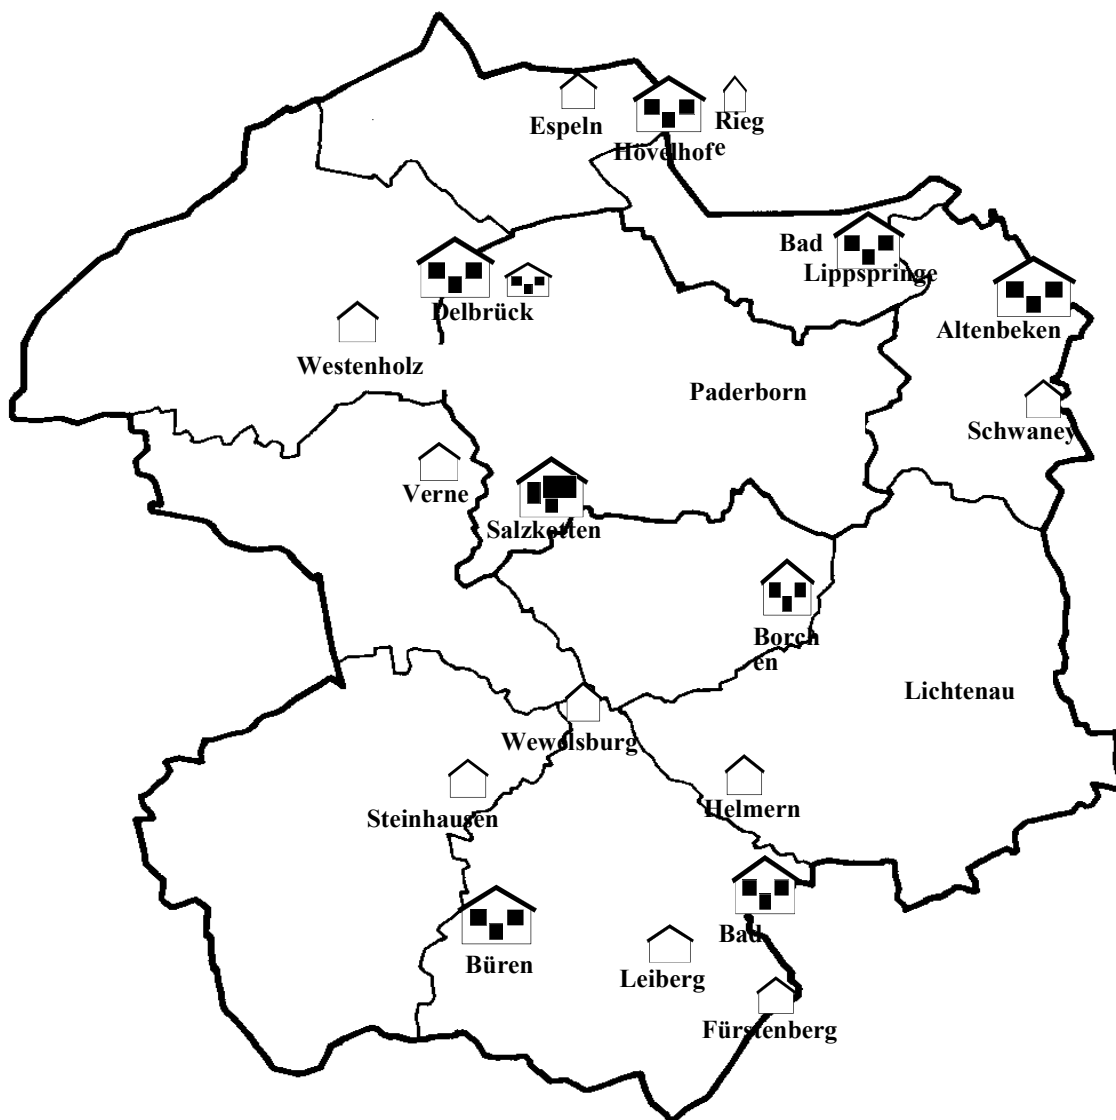 Espeln
Rieg
e
Hövelhof
Bad
Lippspringe
Delbrück
Altenbeken
Westenholz
Paderborn
Schwaney
Verne
Salzkotten
Borch
en
Lichtenau
Wewelsburg
Steinhausen
Helmern
Bad
Büren
Leiberg
Fürstenberg